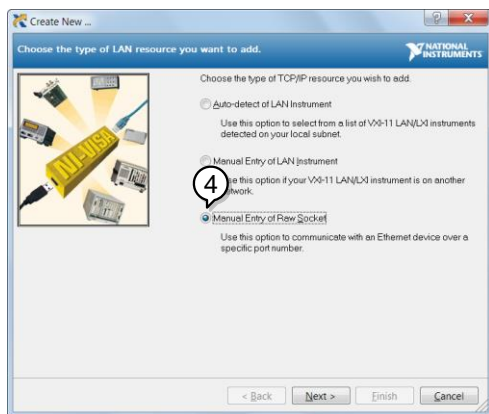 Create New ...
Choose the type of LAN resource you want to add.
NATIONAL
INSTRUMENTS
NI-VISA
Choose the type of TCP/IP resource you wish to add.
Auto-detect of LAN Instrument
Use this option to select from a list of VXI-11 LAN/LXI instruments
detected on your local subnet.
Manual Entry of LAN Instrument
this option if your VXI-11 LAN/LXI instrument is on another
4
Manual Entry of Raw Socket
Use this option to communicate with an Ethernet device over a
specific port number.
< Back
Next >
Finish
Cancel